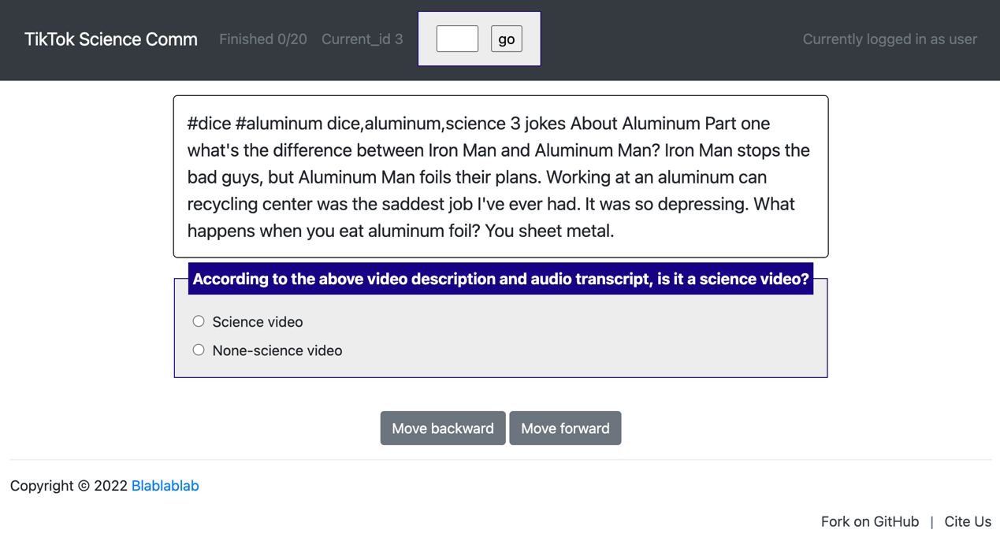 TikTok Science Comm Finished 0/20 Current_id 3 go Currently logged in as user
#dice #aluminum dice,aluminum,science 3 jokes About Aluminum Part one
what's the difference between Iron Man and Aluminum Man? Iron Man stops the
bad guys, but Aluminum Man foils their plans. Working at an aluminum can
recycling center was the saddest job I've ever had. It was so depressing. What
happens when you eat aluminum foil? You sheet metal.
According to the above video description and audio transcript, is it a science video?
Science video
None-science video
Move backward Move forward
Copyright © 2022 Blablablab
Fork on GitHub | Cite Us